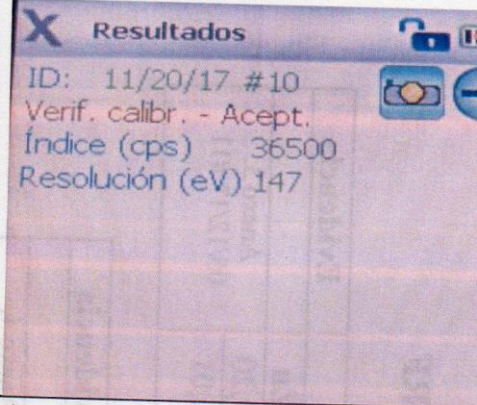 Resultados
ID: 11/20/17 #10
Verif. calibr. - Acept.
Índice (cps) 36500
Resolución (eV) 147